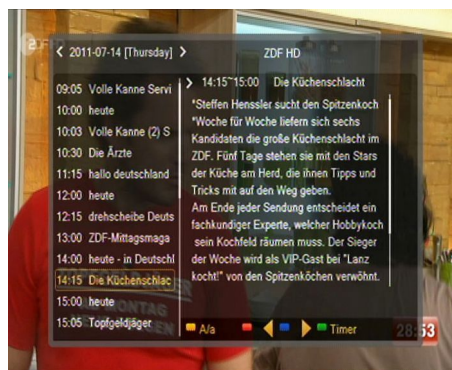 ZDF
< 2011-07-14 [Thursday] >
ZDF HD
09:05 Volle Kanne Servi
10:00 heute
10:03 Volle Kanne (2) S
10:30 Die Ärzte
11:15 hallo deutschland
12:00 heute
12:15 drehscheibe Deuts
13:00 ZDF-Mittagsmaga
14:00 heute - in Deutschl
14:15 Die Küchenschlac
15:00 heute
15:05 Topfgeldjäger
> 14:15~15:00 Die Küchenschlacht
*Steffen Henssler sucht den Spitzenkoch
*Woche für Woche liefern sich sechs
Kandidaten die große Küchenschlacht im
ZDF. Fünf Tage stehen sie mit den Stars
der Küche am Herd, die ihnen Tipps und
Tricks mit auf den Weg geben.
Am Ende jeder Sendung entscheidet ein
fachkundiger Experte, welcher Hobbykoch
sein Kochfeld räumen muss. Der Sieger
der Woche wird als VIP-Gast bei "Lanz
kocht!" von den Spitzenköchen verwöhnt.
A/a
Timer
28:53
MONTAG